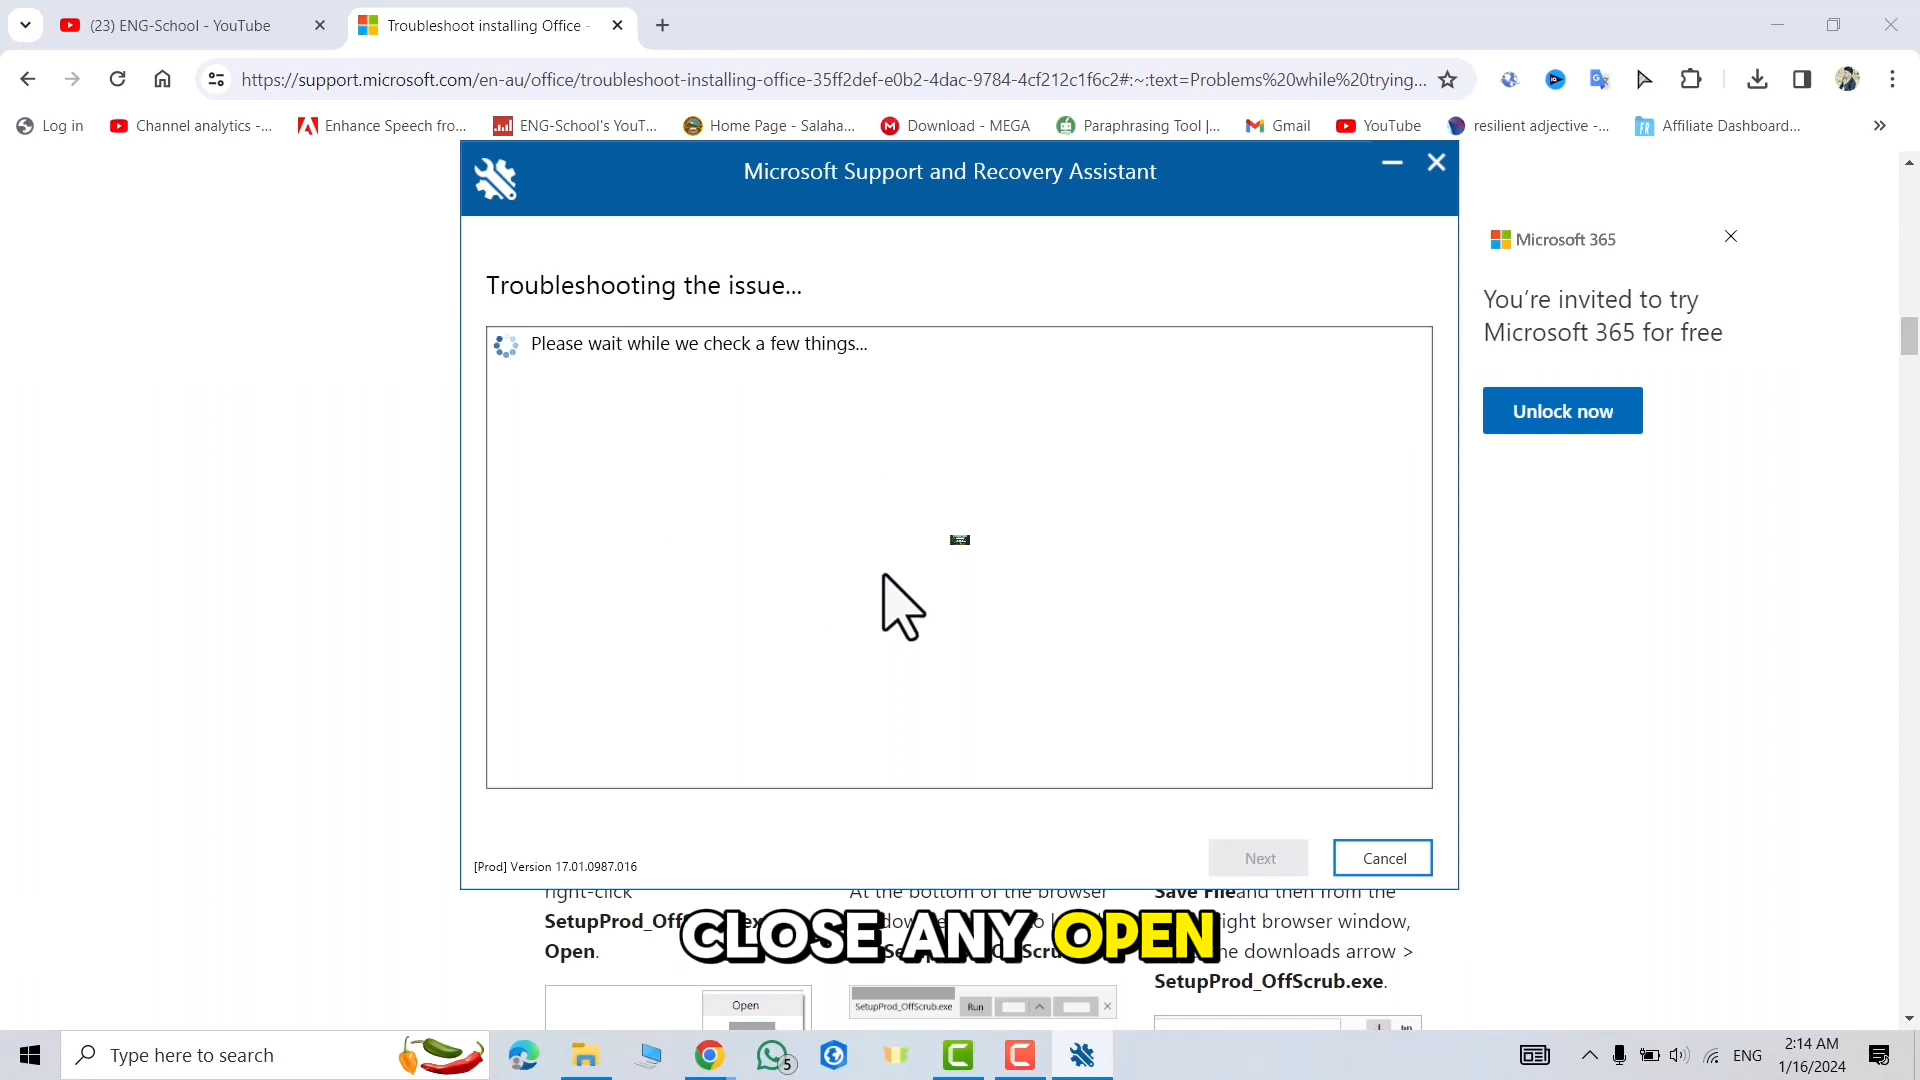 (23) ENG-School - YouTube
Troubleshoot installing Office -
https://support.microsoft.com/en-au/office/troubleshoot-installing-office-35ff2def-e0b2-4dac-9784-4cf212c1f6c2#:~:text=Problems%20while%20trying...
Log in
Channel analytics -...
Enhance Speech fro...
ENG-School's YouT...
Home Page - Salaha...
Download - MEGA
Paraphrasing Tool |...
Gmail
YouTube
resilient adjective -...
Affiliate Dashboard...
Microsoft Support and Recovery Assistant
Troubleshooting the issue...
Please wait while we check a few things...
[Prod] Version 17.01.0987.016
Next
Cancel
Microsoft 365
You're invited to try
Microsoft 365 for free
Unlock now
right-click
Open.
At the bottom of the browser
Save File and then from the
right browser window,
downloads arrow >
SetupProd_OffScrub.exe.
CLOSE ANY OPEN
Open
SetupProd_OffScrub.exe
Run
Type here to search
5
ENG
2:14 AM
1/16/2024